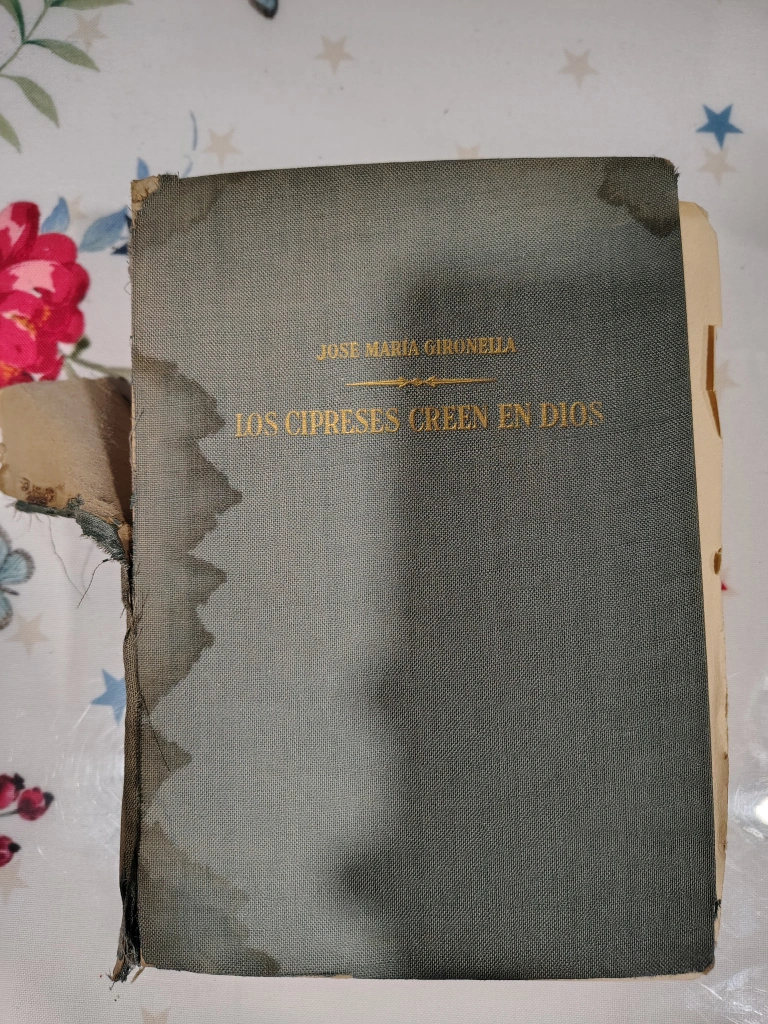 JOSE MARIA GIRONELLA
LOS CIPRESES CREEN EN DIOS